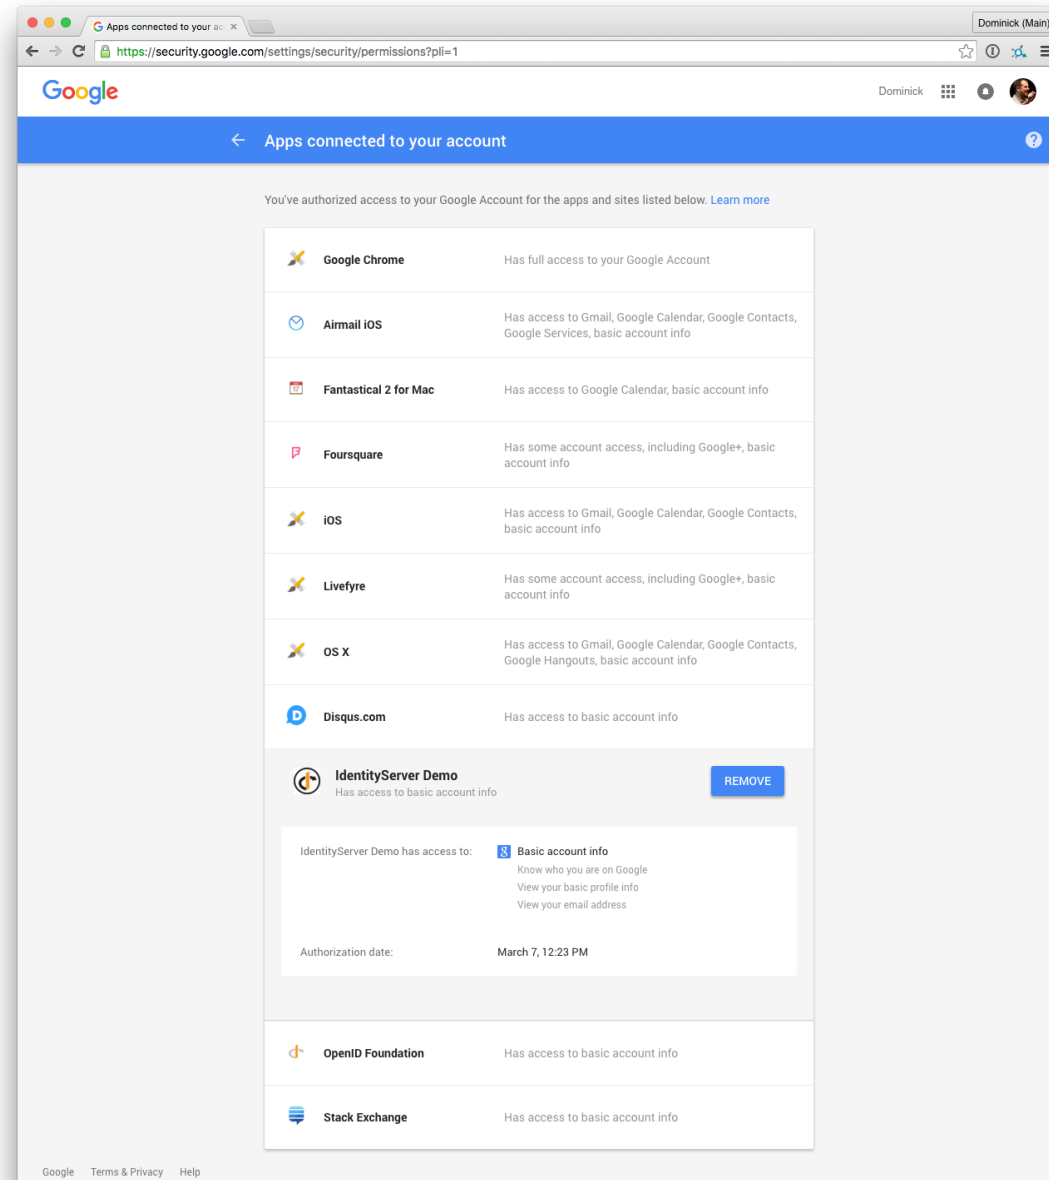 Apps connected to your ac
Dominick (Main)
https://security.google.com/settings/security/permissions?pli=1
Google
Dominick
Apps connected to your account
?
You've authorized access to your Google Account for the apps and sites listed below. Learn more
Google Chrome
Has full access to your Google Account
Airmail iOS
Has access to Gmail, Google Calendar, Google Contacts,
Google Services, basic account info
17
Fantastical 2 for Mac
Has access to Google Calendar, basic account info
Foursquare
Has some account access, including Google+, basic
account info
iOS
Has access to Gmail, Google Calendar, Google Contacts,
basic account info
Livefyre
Has some account access, including Google+, basic
account info
OS X
Has access to Gmail, Google Calendar, Google Contacts,
Google Hangouts, basic account info
D
Disqus.com
Has access to basic account info
IdentityServer Demo
Has access to basic account info
REMOVE
IdentityServer Demo has access to:
8 Basic account info
Know who you are on Google
View your basic profile info
View your email address
Authorization date:
March 7, 12:23 PM
OpenID Foundation
Has access to basic account info
Stack Exchange
Has access to basic account info
Google Terms & Privacy Help